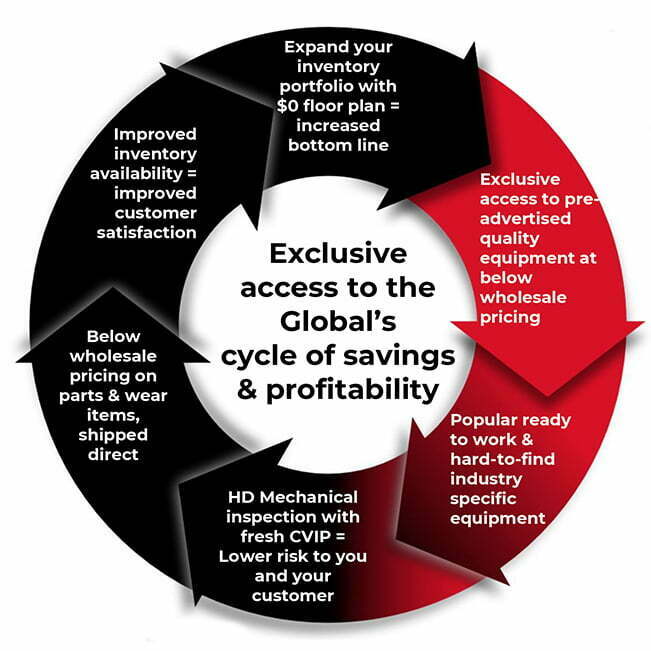 Expand your
inventory
portfolio with
$0 floor plan =
increased
bottom line
Exclusive
access to pre-
advertised
quality
equipment at
below
wholesale
pricing
Popular ready
to work &
hard-to-find
industry
specific
equipment
HD Mechanical
inspection with
fresh CVIP =
Lower risk to you
and your
customer
Below
wholesale
pricing on
parts & wear
items,
shipped
direct
Improved
inventory
availability =
improved
customer
satisfaction
Exclusive
access to the
Global’s
cycle of savings
& profitability